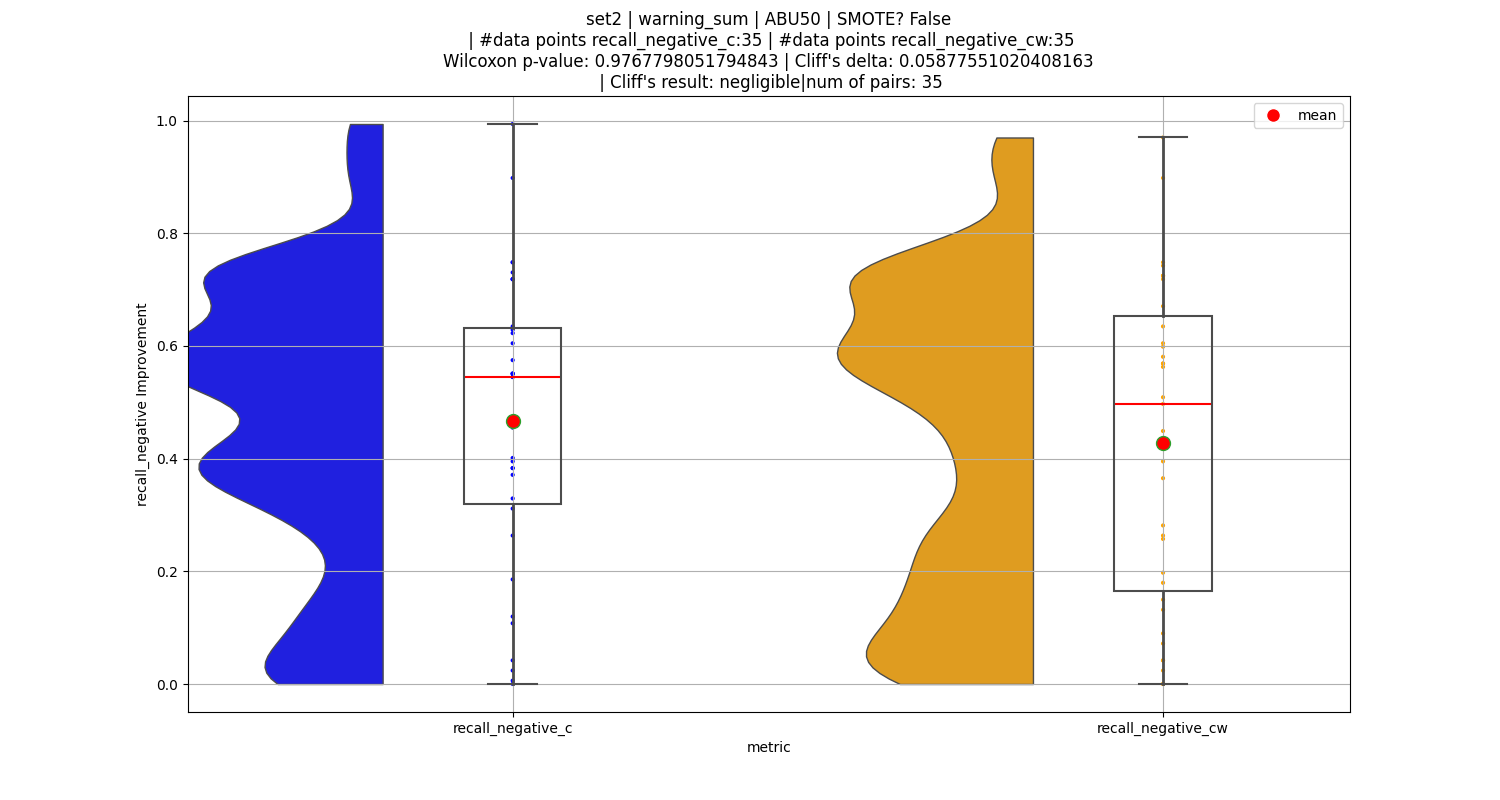 set2 | warning_sum | ABU50 | SMOTE? False
| #data points recall_negative_c:35 | #data points recall_negative_cw:35
Wilcoxon p-value: 0.9767798051794843 | Cliff's delta: 0.05877551020408163
| Cliff's result: negligible|num of pairs: 35
mean
1.0
0.8
0.6
0.4
0.2
0.0
recall_negative Improvement
recall_negative_c
recall_negative_cw
metric